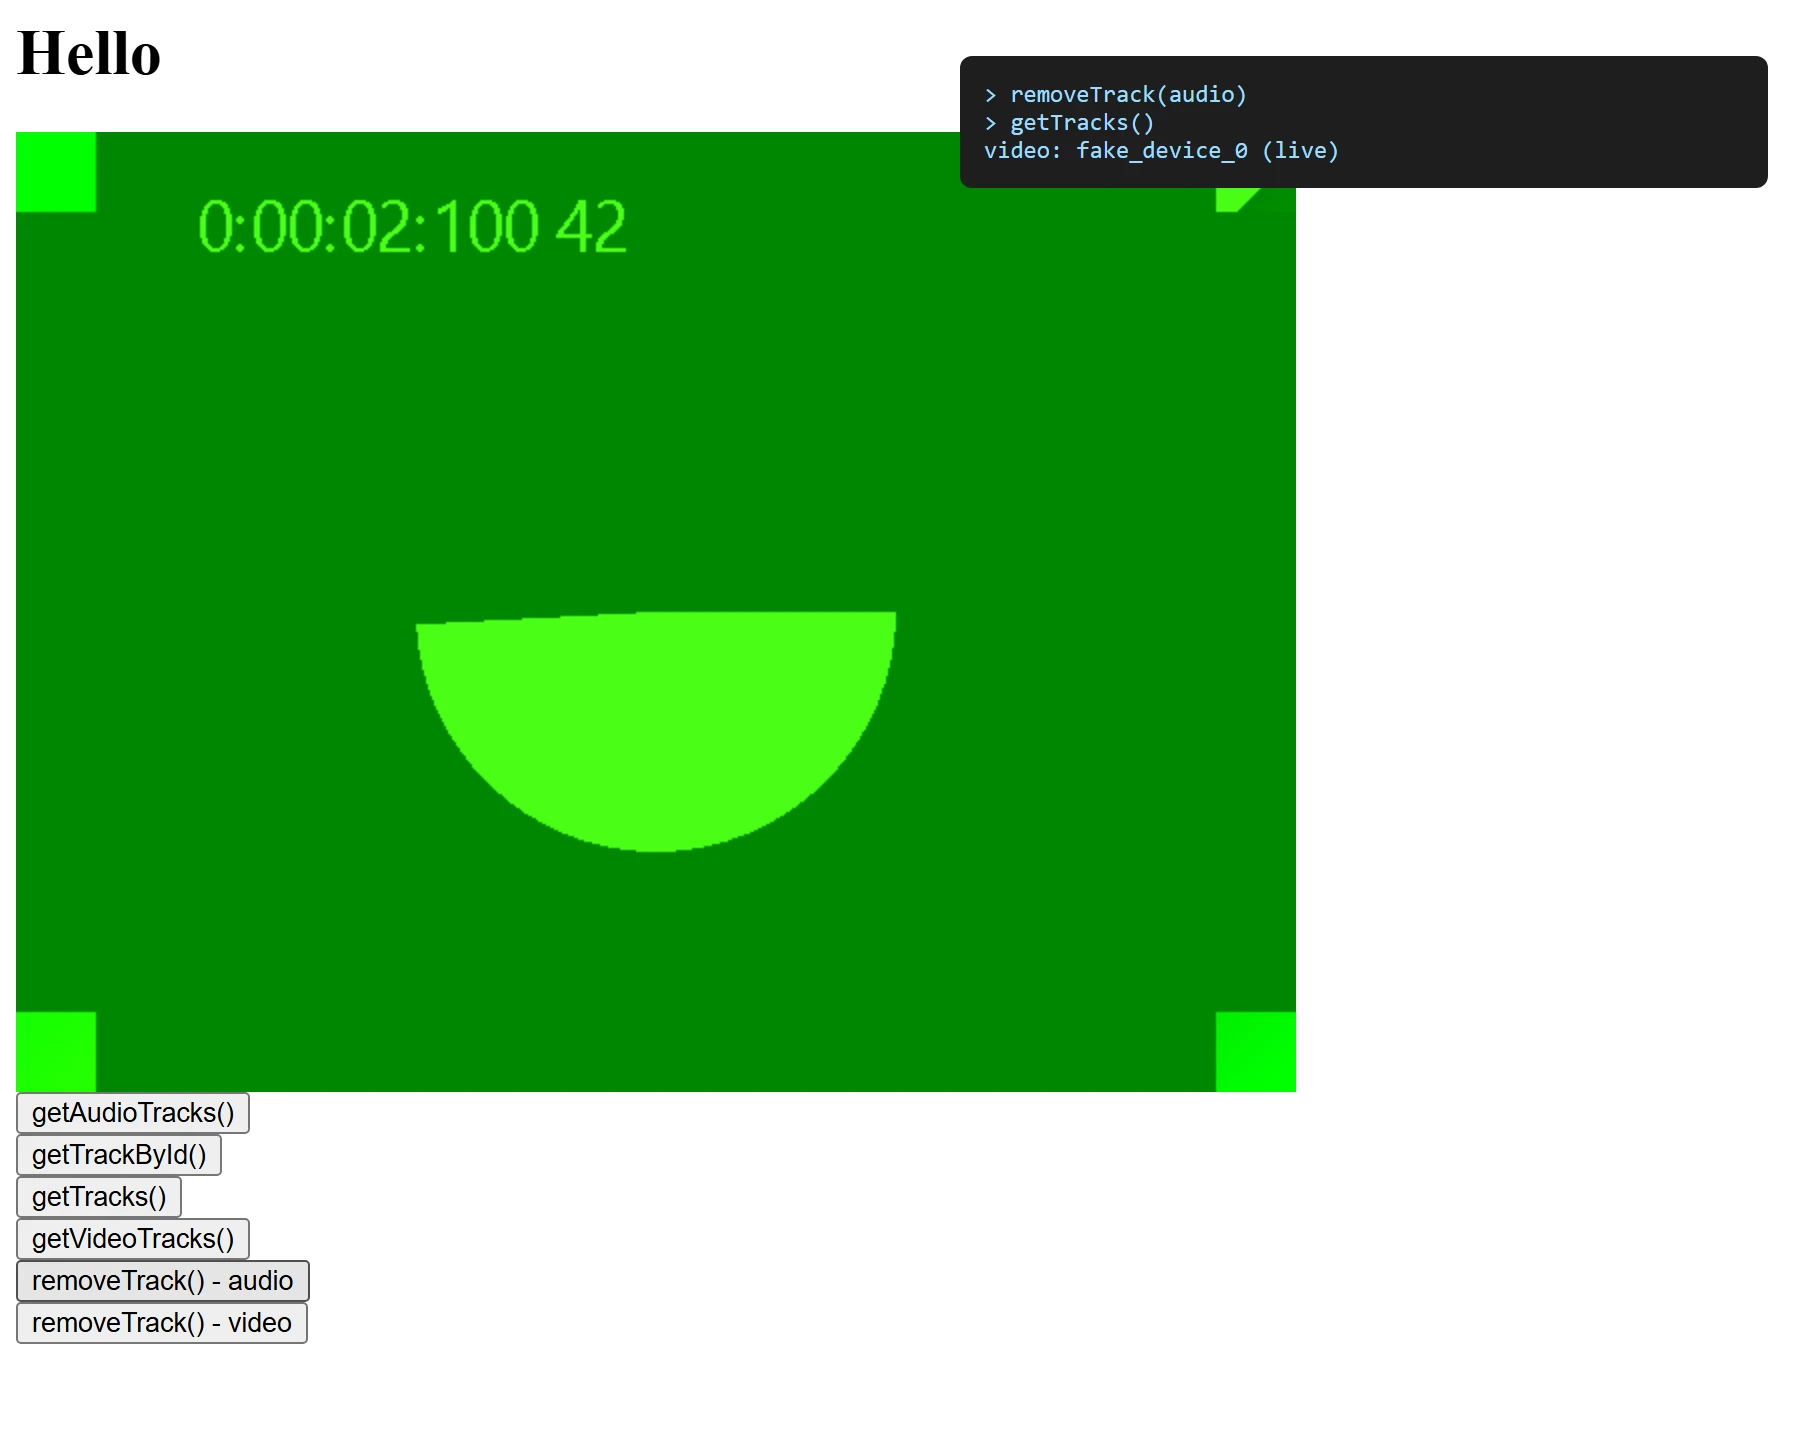 Hello
> removeTrack(audio)
> getTracks()
video: fake_device_0 (live)
0:00:02:100 42
getAudioTracks()
getTrackById()
getTracks()
getVideoTracks()
removeTrack() - audio
removeTrack() - video